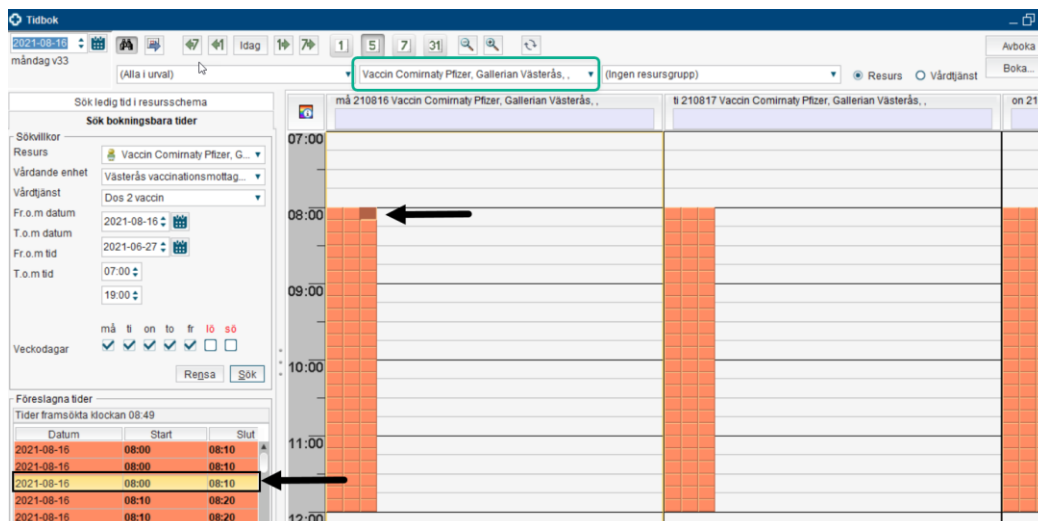 Tidbok
2021-08-16
Idag
1
7
1
5
7
31
Avboka
måndag v33
(Alla i urval)
Vaccin Comirnaty Pfizer, Gallerian Västerås, ,
(Ingen resursgrupp)
Resurs
Vårdtjänst
Boka...
Sök ledig tid i resursschema
Sök bokningsbara tider
Sökvillkor
Resurs
Vaccin Comirnaty Pfizer, G...
Vårdande enhet
Västerås vaccinationsmottag...
Vårdtjänst
Dos 2 vaccin
Fr.o.m datum
2021-08-16
T.o.m datum
2021-06-27
Fr.o.m tid
07:00
T.o.m tid
19:00
må ti on to fr lö sö
Veckodagar
Rensa
Sök
Föreslagna tider
Tider framsökta klockan 08:49
Datum Start Slut
2021-08-16 08:00 08:10
2021-08-16 08:00 08:10
2021-08-16 08:00 08:10
2021-08-16 08:10 08:20
2021-08-16 08:10 08:20
må 210816 Vaccin Comirnaty Pfizer, Gallerian Västerås, ,
ti 210817 Vaccin Comirnaty Pfizer, Gallerian Västerås, ,
on 21
07:00
08:00
09:00
10:00
11:00
12:00